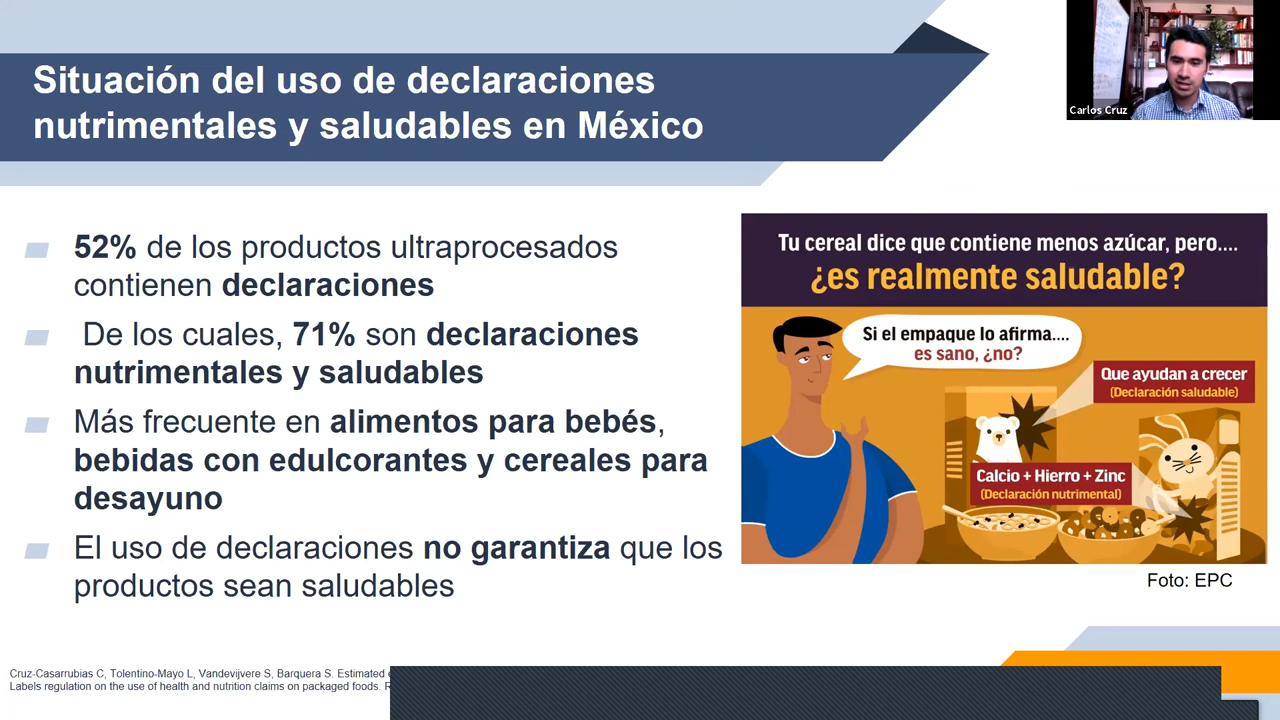 Situación del uso de declaraciones
nutrimentales y saludables en México
Carlos Cruz
52% de los productos ultraprocesados
contienen declaraciones
De los cuales, 71% son declaraciones
nutrimentales y saludables
Más frecuente en alimentos para bebés,
bebidas con edulcorantes y cereales para
desayuno
El uso de declaraciones no garantiza que los
productos sean saludables
Tu cereal dice que contiene menos azúcar, pero....
¿es realmente saludable?
Si el empaque lo afirma....
es sano, ¿no?
Que ayudan a crecer
(Declaración saludable)
Calcio + Hierro + Zinc
(Declaración nutrimental)
Foto: EPC
Cruz-Casarrubias C, Tolentino-Mayo L, Vandevijvere S, Barquera S. Estimated
Labels regulation on the use of health and nutrition claims on packaged foods.